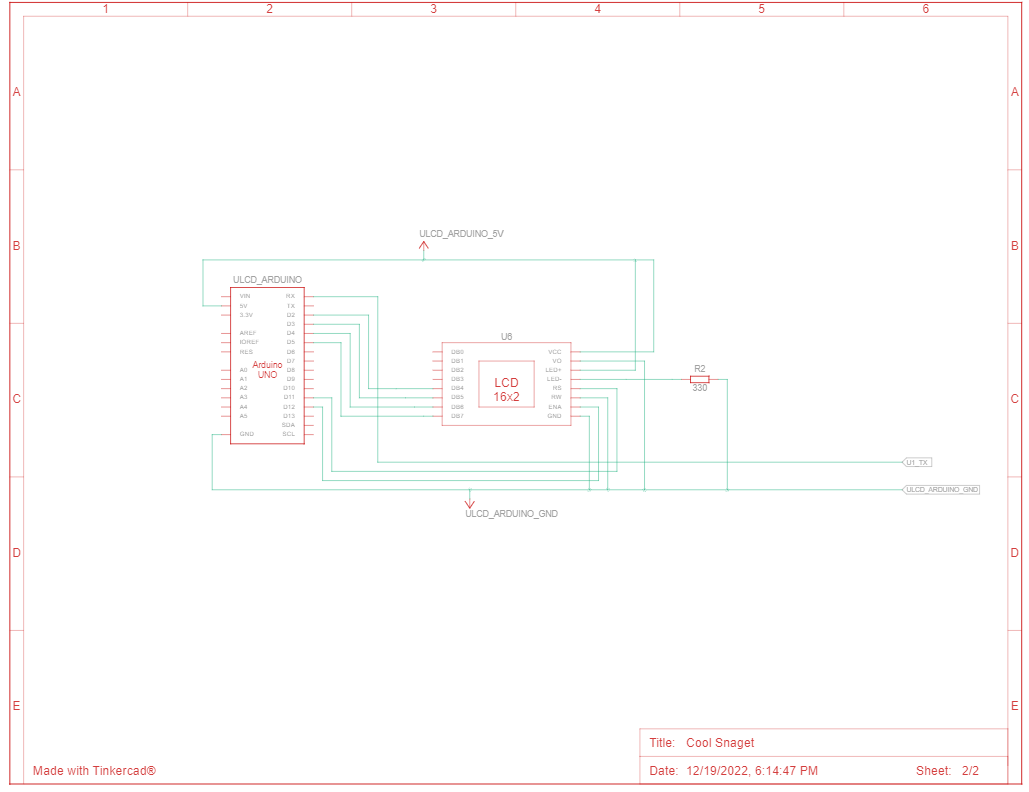 1 2 3 4 5 6
A A
ULCD_ARDUINO_5V
B B
ULCD_ARDUINO
VIN RX
5V TX
3.3V D2
D3
AREF D4
IOREF D5
RES D6
D7
A0 D8
A1 D9
A2 D10
A3 D11
A4 D12
A5 D13
SDA
GND SCL
Arduino
UNO
U6
DB0 VCC
DB1 VO
DB2 LED+
DB3 LED-
DB4 RS
DB5 RW
DB6 ENA
DB7 GND
LCD
16x2
R2
330
C C
U1_TX
ULCD_ARDUINO_GND
ULCD_ARDUINO_GND
D D
E E
Title: Cool Snaget
Made with Tinkercad®
Date: 12/19/2022, 6:14:47 PM Sheet: 2/2